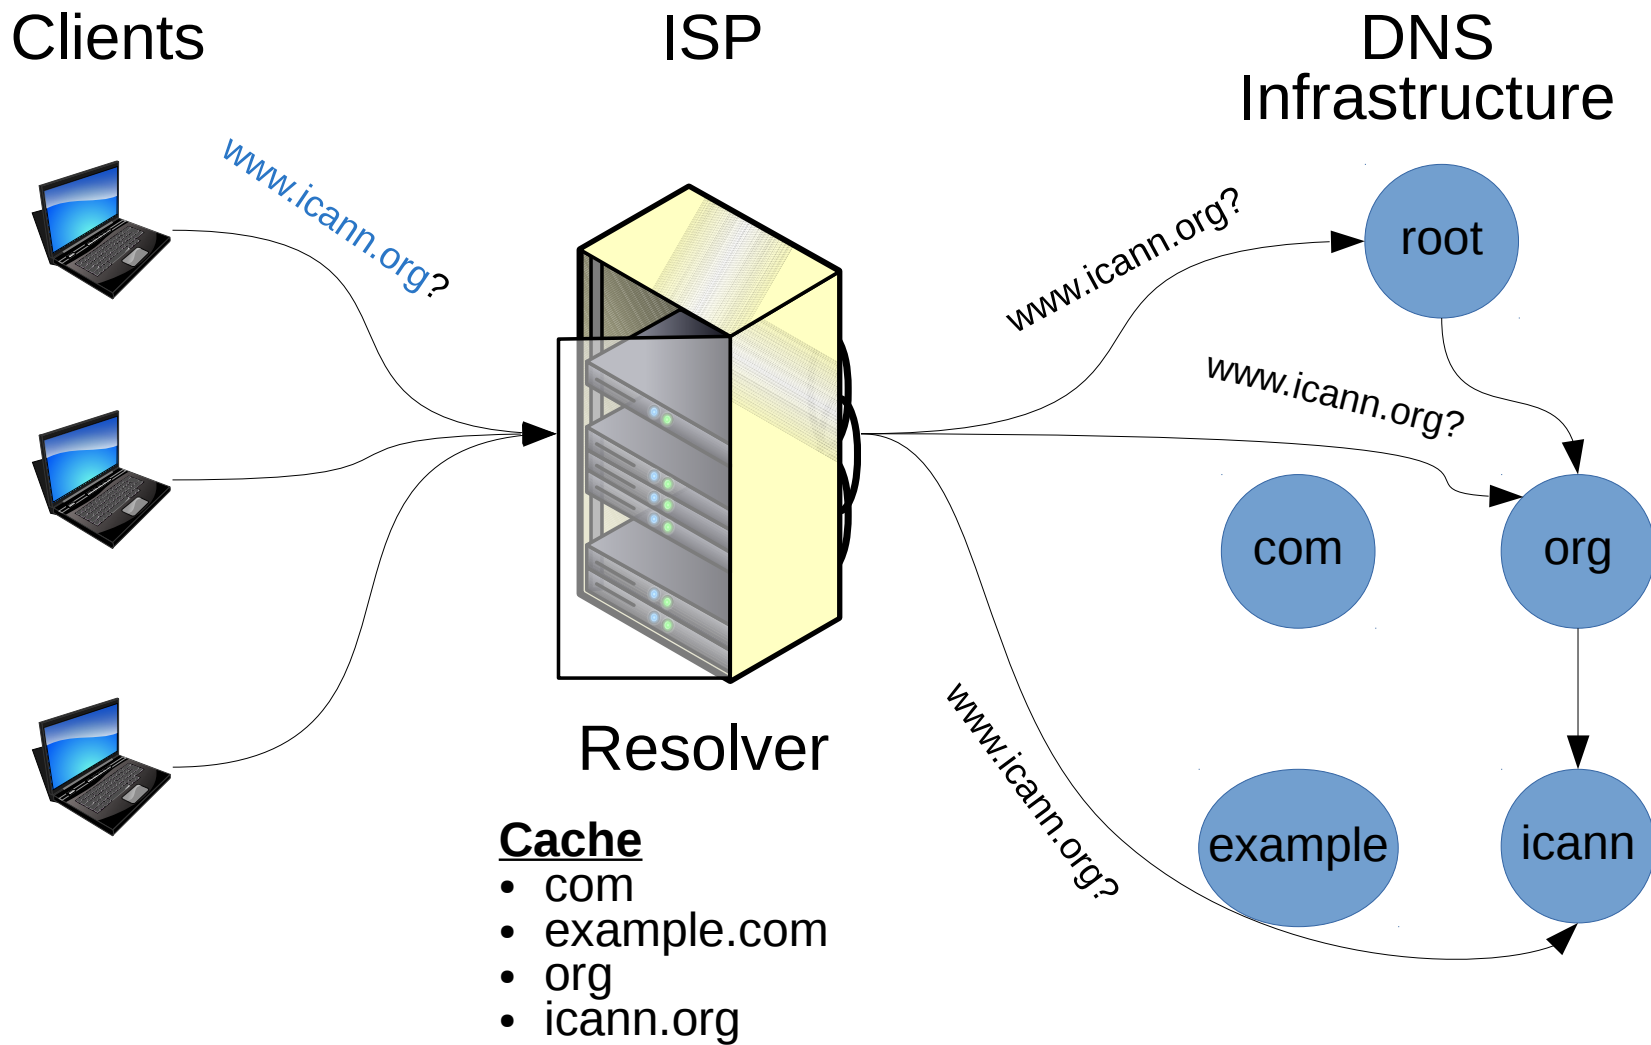 Clients
ISP
DNS
Infrastructure
www.icann.org?
www.icann.org?
root
www.icann.org?
com
org
www.icann.org?
Resolver
example
icann
Cache
• com
• example.com
• org
• icann.org